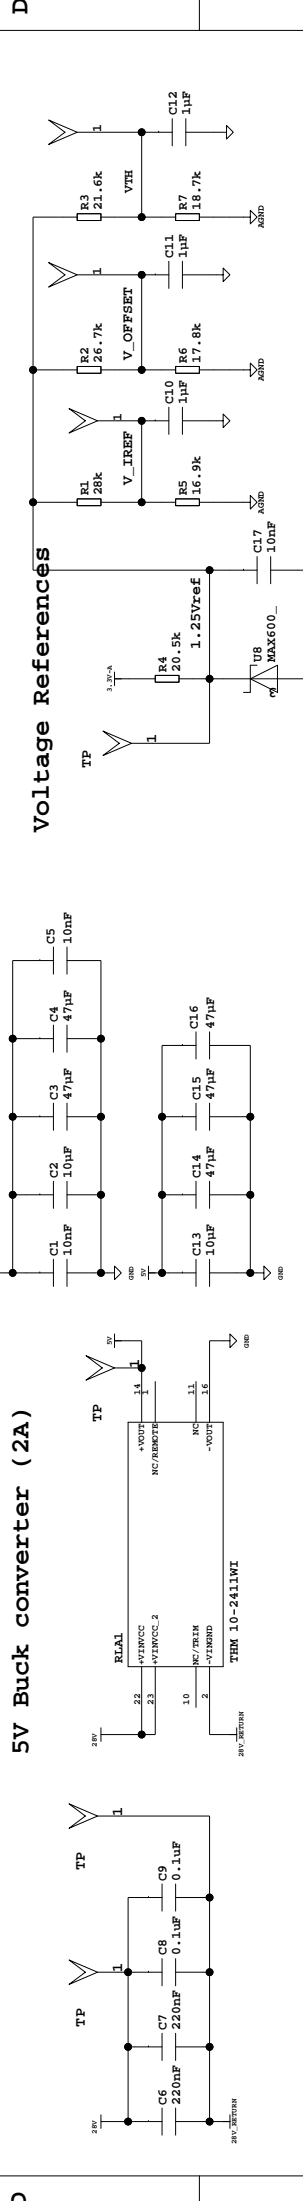 D
28V
C6
220nF
C7
220nF
C8
0.1uF
C9
0.1uF
28V_RETURN
TP
1
TP
1
5V Buck converter (2A)
RLA1
28V
22
+VINVCC
23
+VINVCC_2
10
NC/TRIM
2
-VINGND
28V_RETURN
THM 10-2411WI
+VOUT
14
NC/REMOTE
1
NC
11
-VOUT
16
TP
1
5V
GND
C1
10nF
C2
10µF
C3
47µF
C4
47µF
C5
10nF
GND
5V
C13
10µF
C14
47µF
C15
47µF
C16
47µF
GND
Voltage References
TP
1
3.3V-A
R4
20.5k
1.25Vref
U8
MAX600_
C17
10nF
R1
28k
V_IREF
1
C10
1µF
R5
16.9k
AGND
R2
26.7k
V_OFFSET
1
C11
1µF
R6
17.8k
AGND
R3
21.6k
VTH
1
C12
1µF
R7
18.7k
AGND
D